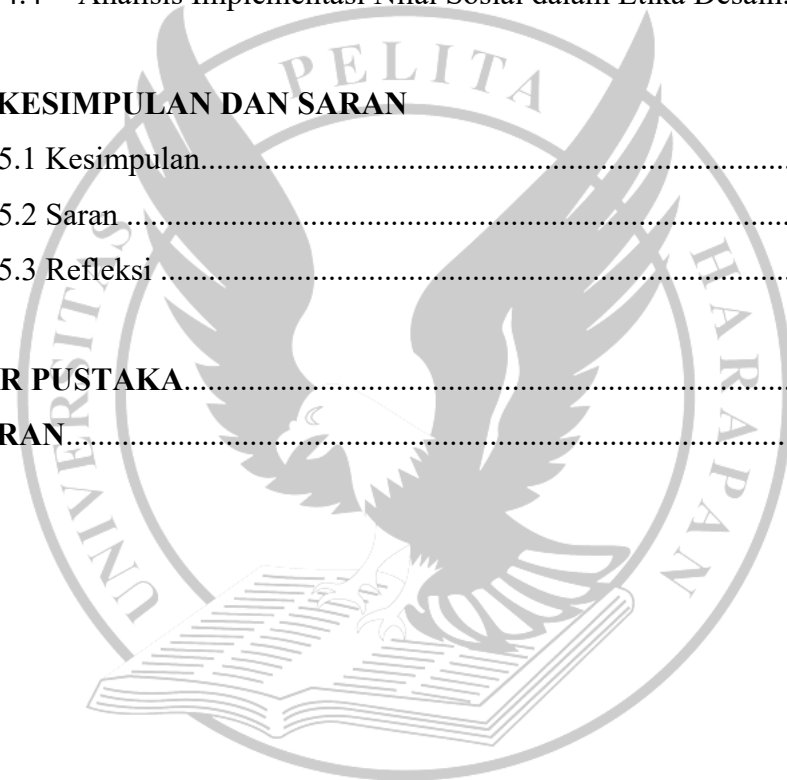 4.4 Analisis Implementasi Nilai Sosial dalam Etika Desain.
KESIMPULAN DAN SARAN
5.1 Kesimpulan................................................................................
5.2 Saran ..........................................................................................
5.3 Refleksi ......................................................................................
R PUSTAKA...................................................................................
RAN.................................................................................................
UNIVERSITAS PELITA HARAPAN